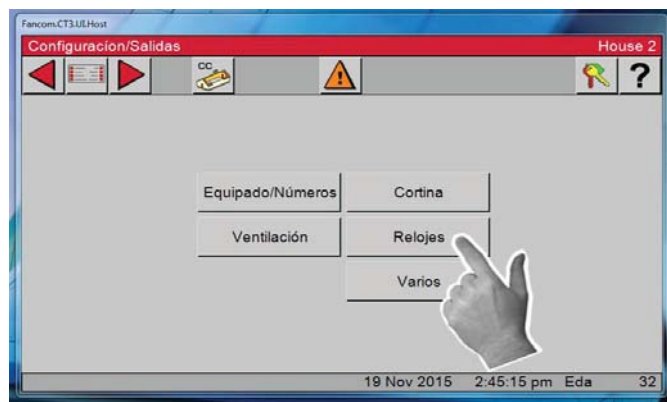 Fancom.CT3.UI.Host
Configuracíon/Salidas House 2
CC ?
Equipado/Números Cortina
Ventilación Relojes
Varios
19 Nov 2015 2:45:15 pm Eda 32